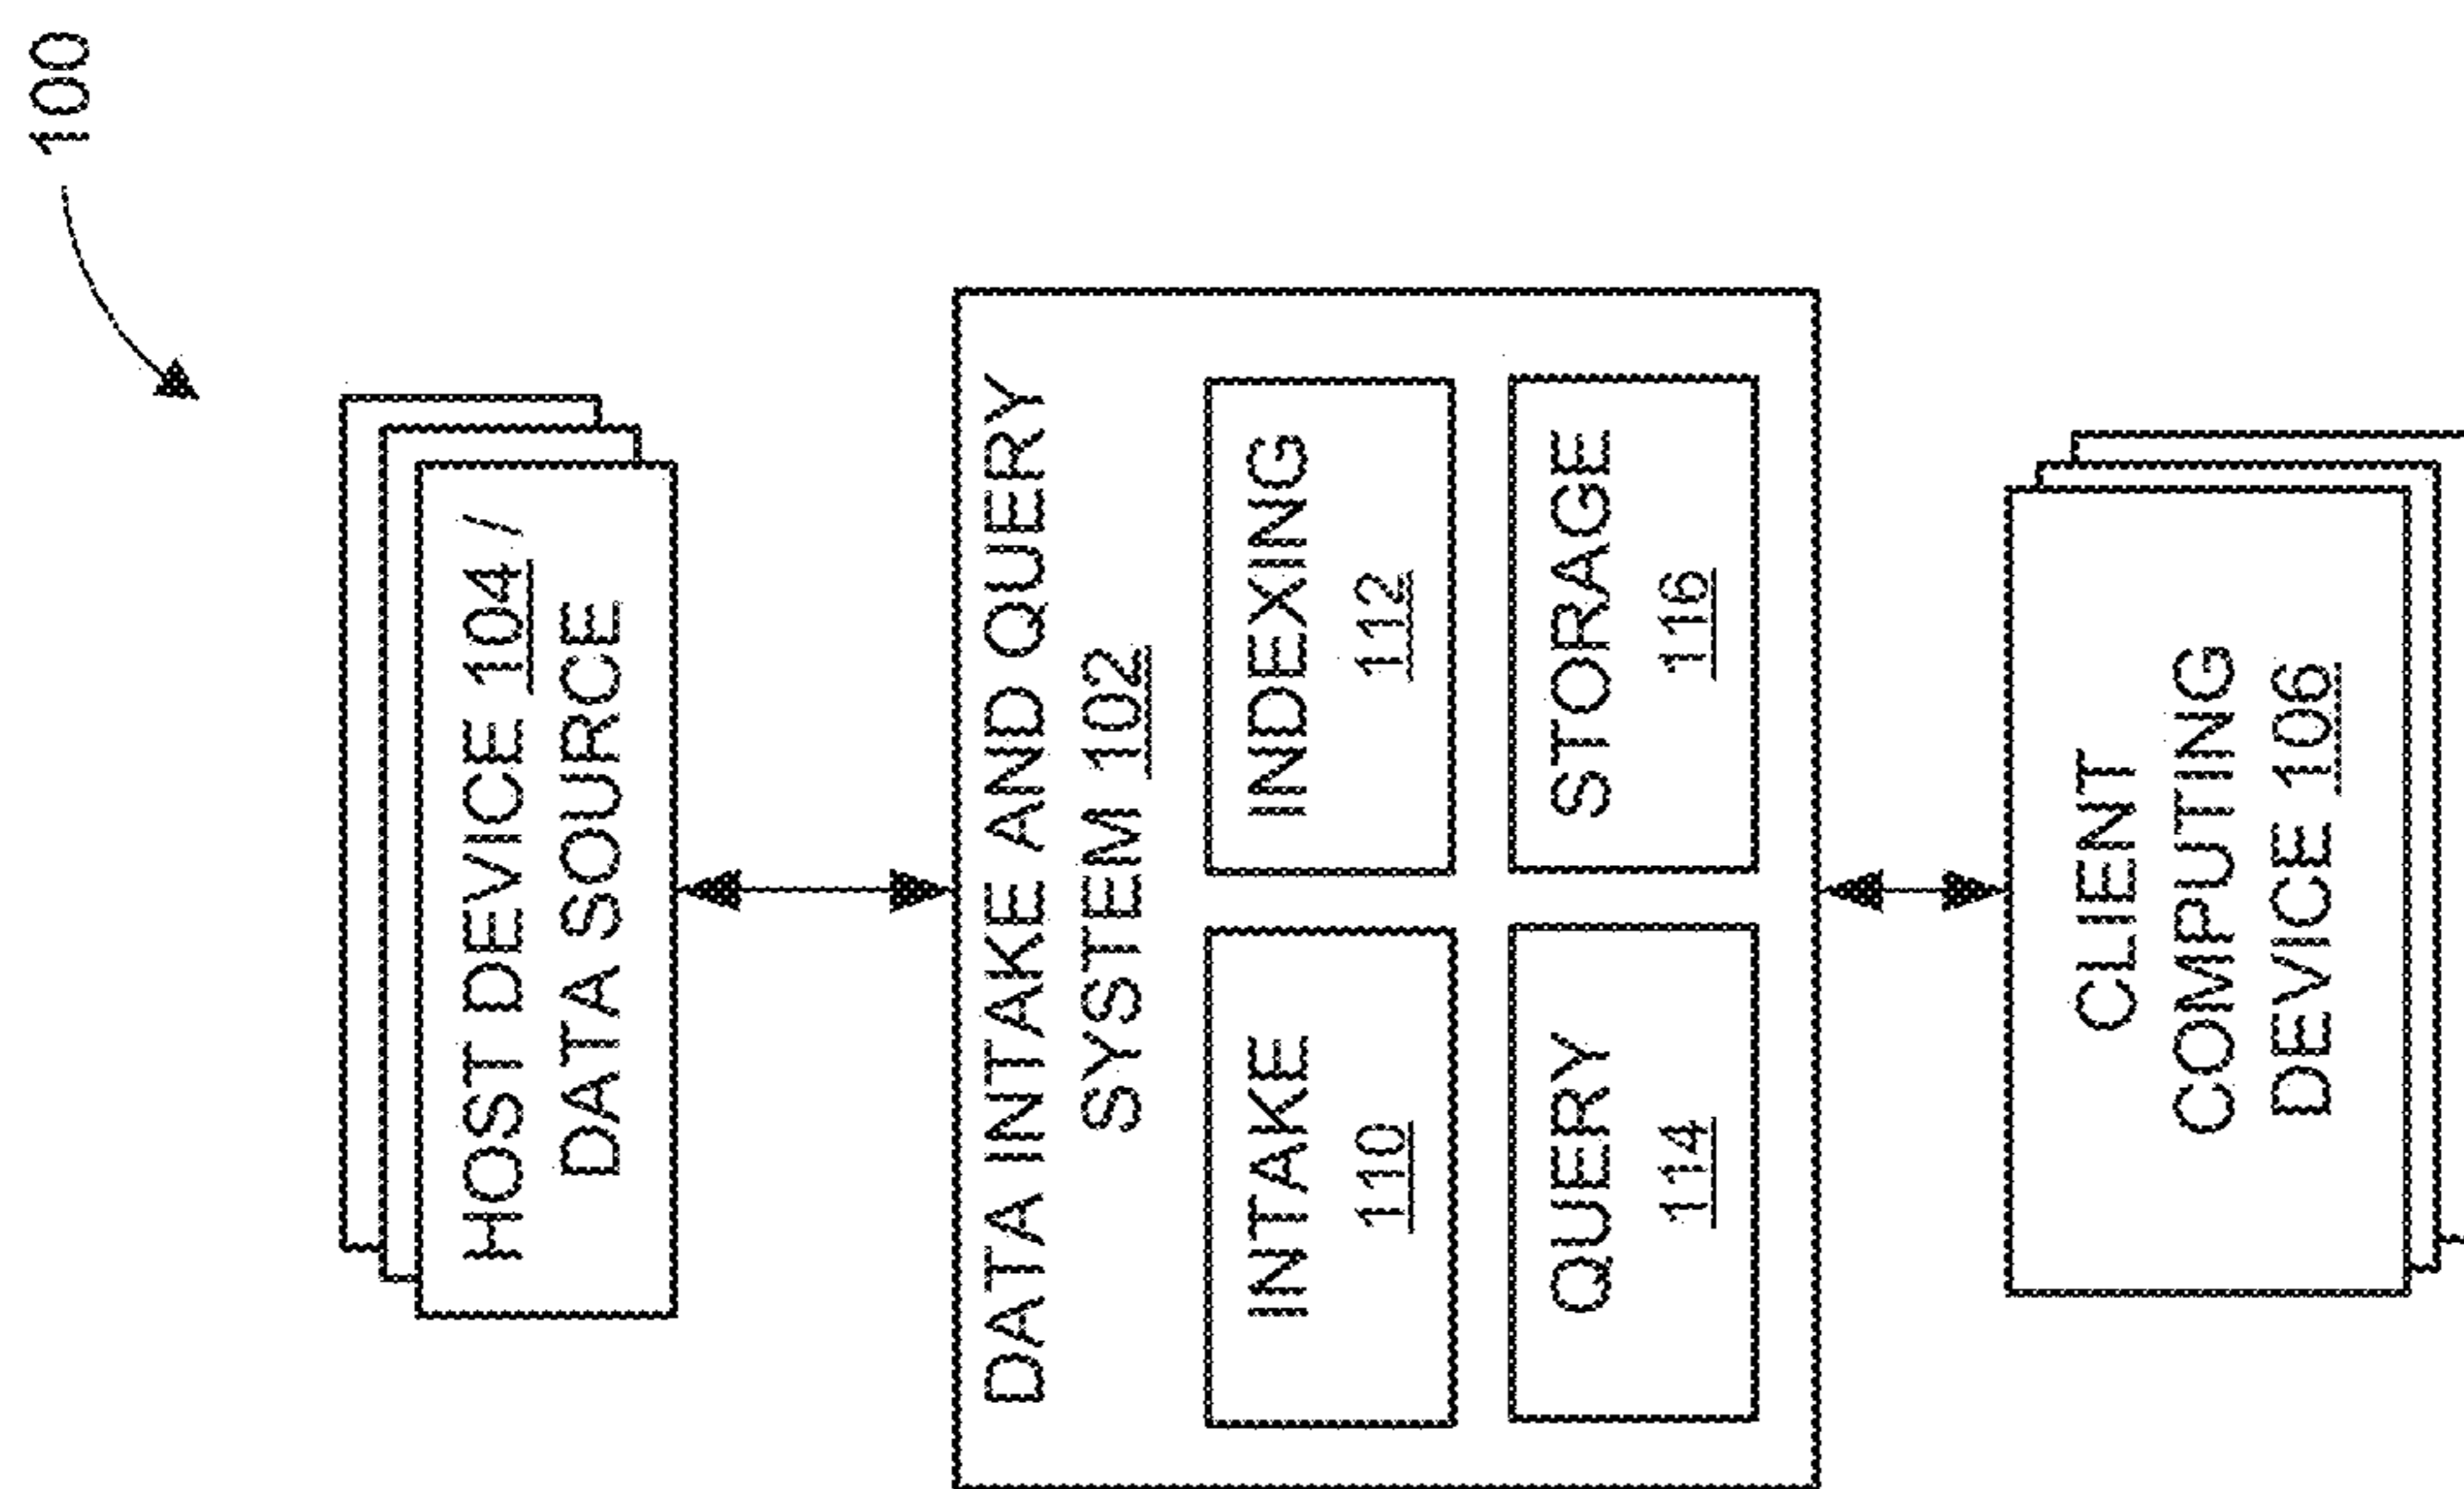 100
HOST DEVICE 104 /
DATA SOURCE
DATA INTAKE AND QUERY
SYSTEM 102
INTAKE
110
INDEXING
112
QUERY
114
STORAGE
116
CLIENT
COMPUTING
DEVICE 106